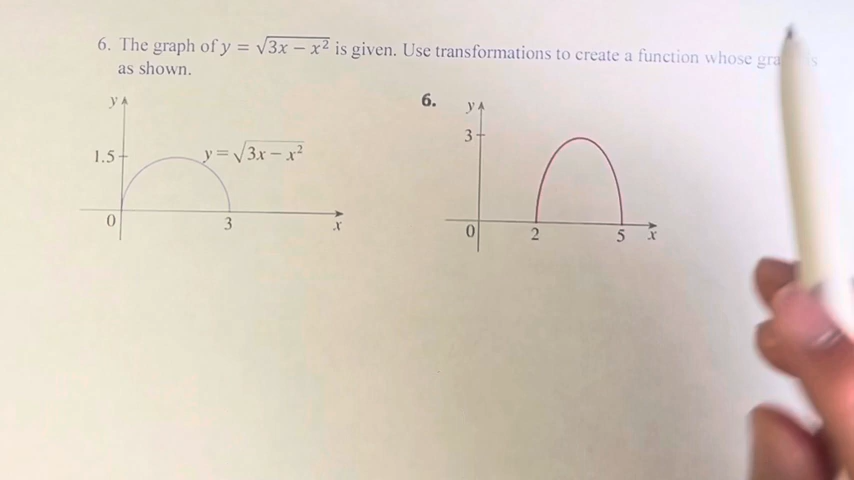 6. The graph of y = √3x − x² is given. Use transformations to create a function whose
as shown.
6.
y
1.5
y = √3x − x²
0
3
x
y
3
0
2
5
x